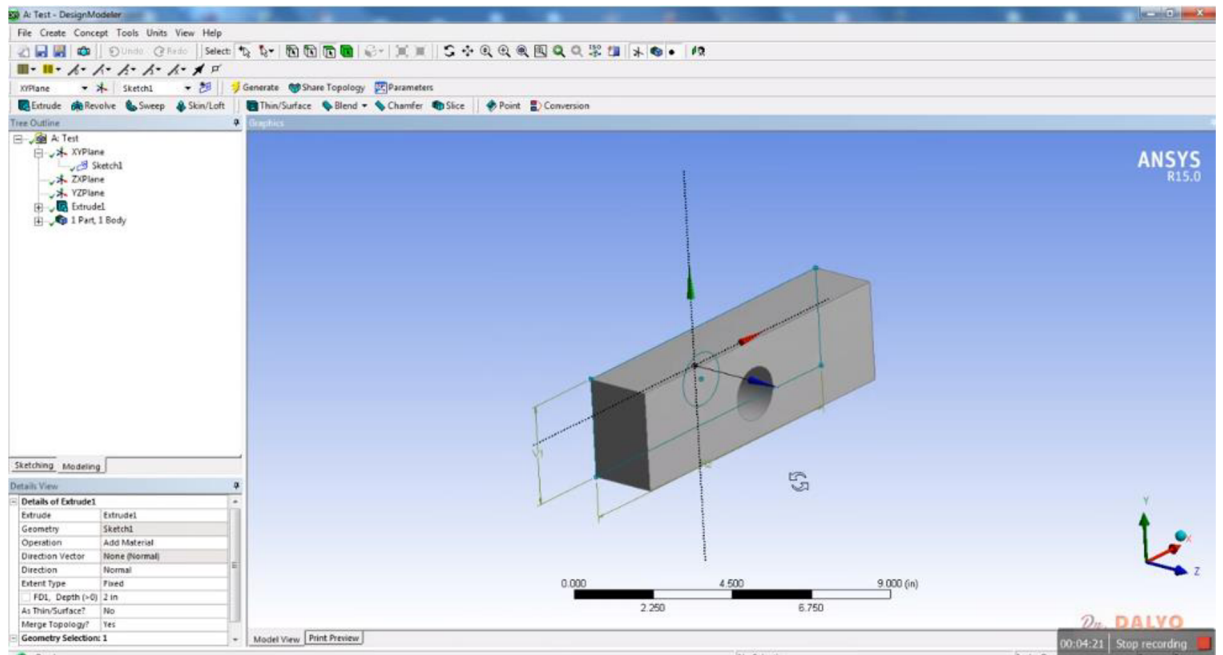 A: Test - DesignModeler
File Create Concept Tools Units View Help
Undo Redo Select:
XYPlane Sketch1 Generate Share Topology Parameters
Extrude Revolve Sweep Skin/Loft Thin/Surface Blend Chamfer Slice Point Conversion
Tree Outline
Graphics
A: Test
XYPlane
Sketch1
ZXPlane
YZPlane
Extrude1
1 Part, 1 Body
ANSYS
R15.0
Sketching Modeling
Details View
Details of Extrude1
Extrude Extrude1
Geometry Sketch1
Operation Add Material
Direction Vector None (Normal)
Direction Normal
Extent Type Fixed
FD1, Depth (>0) 2 in
As Thin/Surface? No
Merge Topology? Yes
Geometry Selection: 1
0.000 4.500 9.000 (in)
2.250 6.750
Y
X
Z
Model View Print Preview
Dr. DALYO
00:04:21 Stop recording